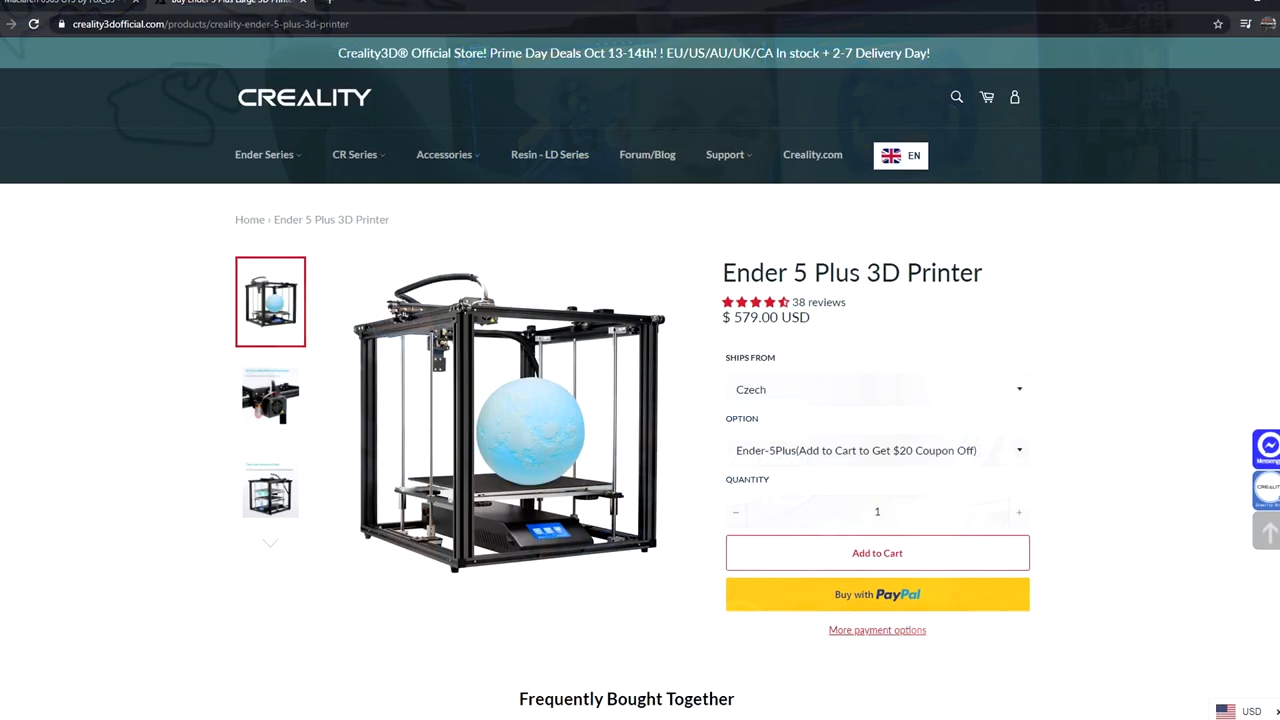 creality3dofficial.com/products/creality-ender-5-plus-3d-printer
Creality3D® Official Store! Prime Day Deals Oct 13-14th! ! EU/US/AU/UK/CA In stock + 2-7 Delivery Day!
CREALITY
Ender Series CR Series Accessories Resin - LD Series Forum/Blog Support Creality.com EN
Home › Ender 5 Plus 3D Printer
Ender 5 Plus 3D Printer
38 reviews
$ 579.00 USD
SHIPS FROM
Czech
OPTION
Ender-5Plus(Add to Cart to Get $20 Coupon Off)
QUANTITY
− 1 +
Add to Cart
Buy with PayPal
More payment options
Frequently Bought Together
USD